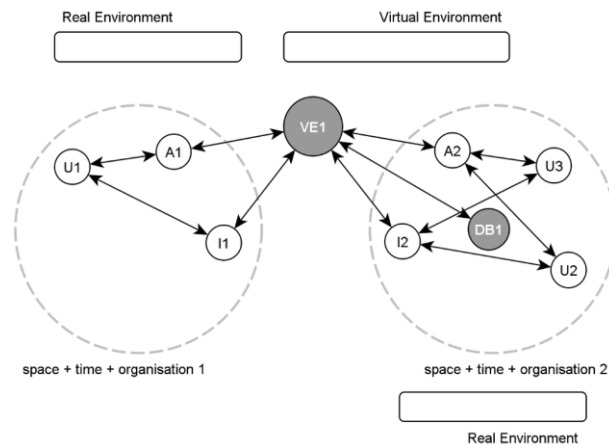 Real Environment
Virtual Environment
VE1
A1
A2
U1
U3
I1
I2
DB1
U2
space + time + organisation 1
space + time + organisation 2
Real Environment